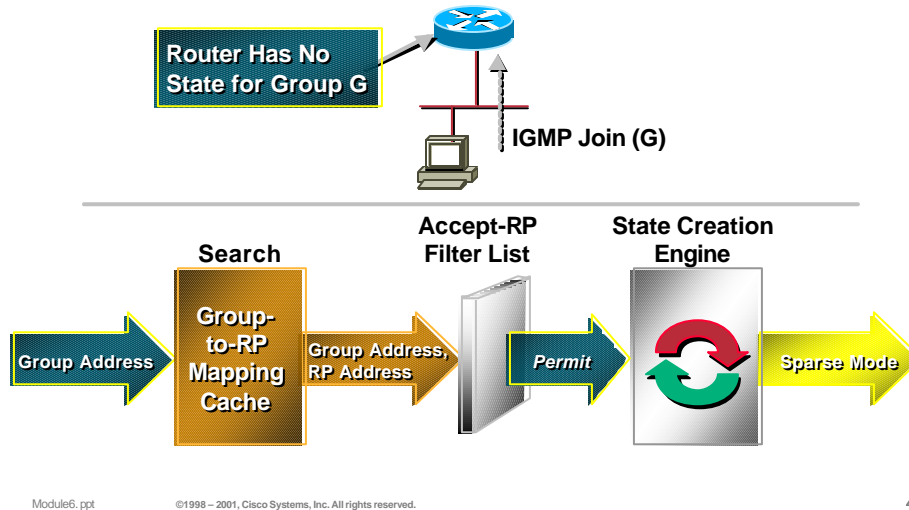 Router Has No
State for Group G
IGMP Join (G)
Search
Accept-RP
Filter List
State Creation
Engine
Group Address
Group-
to-RP
Mapping
Cache
Group Address,
RP Address
Permit
Sparse Mode
Module6.ppt
©1998 – 2001, Cisco Systems, Inc. All rights reserved.